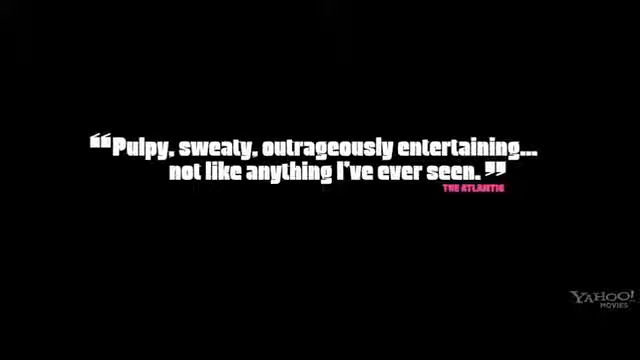 “Pulpy, sweaty, outrageously entertaining...
not like anything I've ever seen.”
THE ATLANTIC
YAHOO!
MOVIES